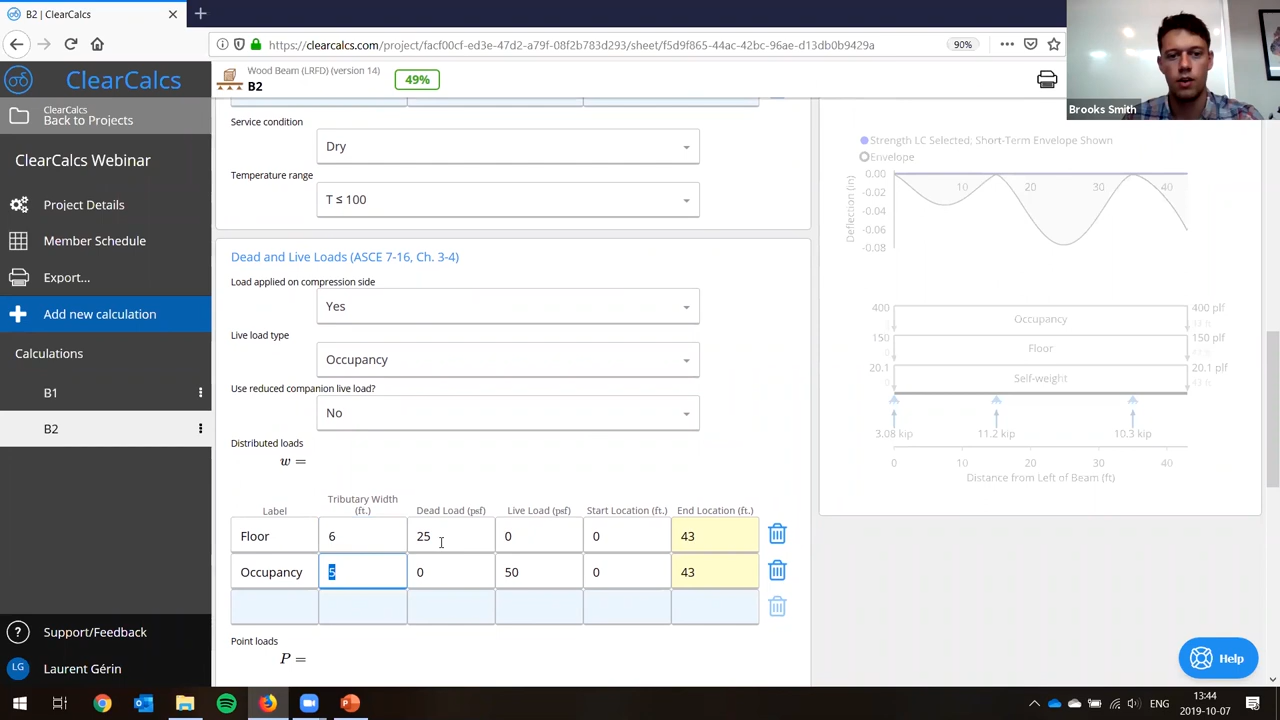 B2 | ClearCalcs
https://clearcalcs.com/project/facf00cf-ed3e-47d2-a79f-08f2b783d293/sheet/f5d9f865-44ac-42bc-96ae-d13db0b9429a
90%
Brooks Smith
ClearCalcs
Wood Beam (LRFD) (version 14)
B2
49%
ClearCalcs
Back to Projects
ClearCalcs Webinar
Project Details
Member Schedule
Export...
Add new calculation
Calculations
B1
B2
Support/Feedback
LG
Laurent Gérin
Service condition
Dry
Temperature range
T ≤ 100
Dead and Live Loads (ASCE 7-16, Ch. 3-4)
Load applied on compression side
Yes
Live load type
Occupancy
Use reduced companion live load?
No
Distributed loads
w =
Label Tributary Width (ft.) Dead Load (psf) Live Load (psf) Start Location (ft.) End Location (ft.)
Floor 6 25 0 0 43
Occupancy 5 0 50 0 43
Point loads
P =
Strength LC Selected; Short-Term Envelope Shown
Envelope
Deflection (in)
0.00
-0.02
-0.04
-0.06
-0.08
10 20 30 40
400 Occupancy 400 plf
150 Floor 150 plf
20.1 Self-weight 20.1 plf
3.08 kip 11.2 kip 10.3 kip
0 10 20 30 40
Distance from Left of Beam (ft)
Help
ENG
13:44
2019-10-07